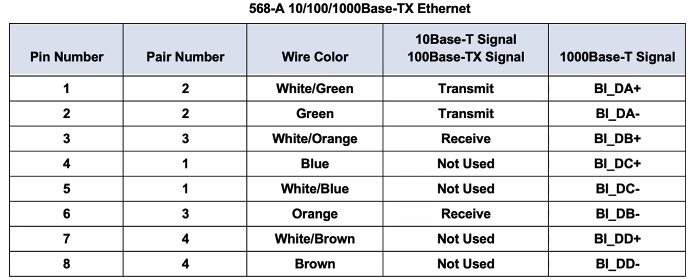 568-A 10/100/1000Base-TX Ethernet
Pin Number Pair Number Wire Color 10Base-T Signal 100Base-TX Signal 1000Base-T Signal
1 2 White/Green Transmit BI_DA+
2 2 Green Transmit BI_DA-
3 3 White/Orange Receive BI_DB+
4 1 Blue Not Used BI_DC+
5 1 White/Blue Not Used BI_DC-
6 3 Orange Receive BI_DB-
7 4 White/Brown Not Used BI_DD+
8 4 Brown Not Used BI_DD-